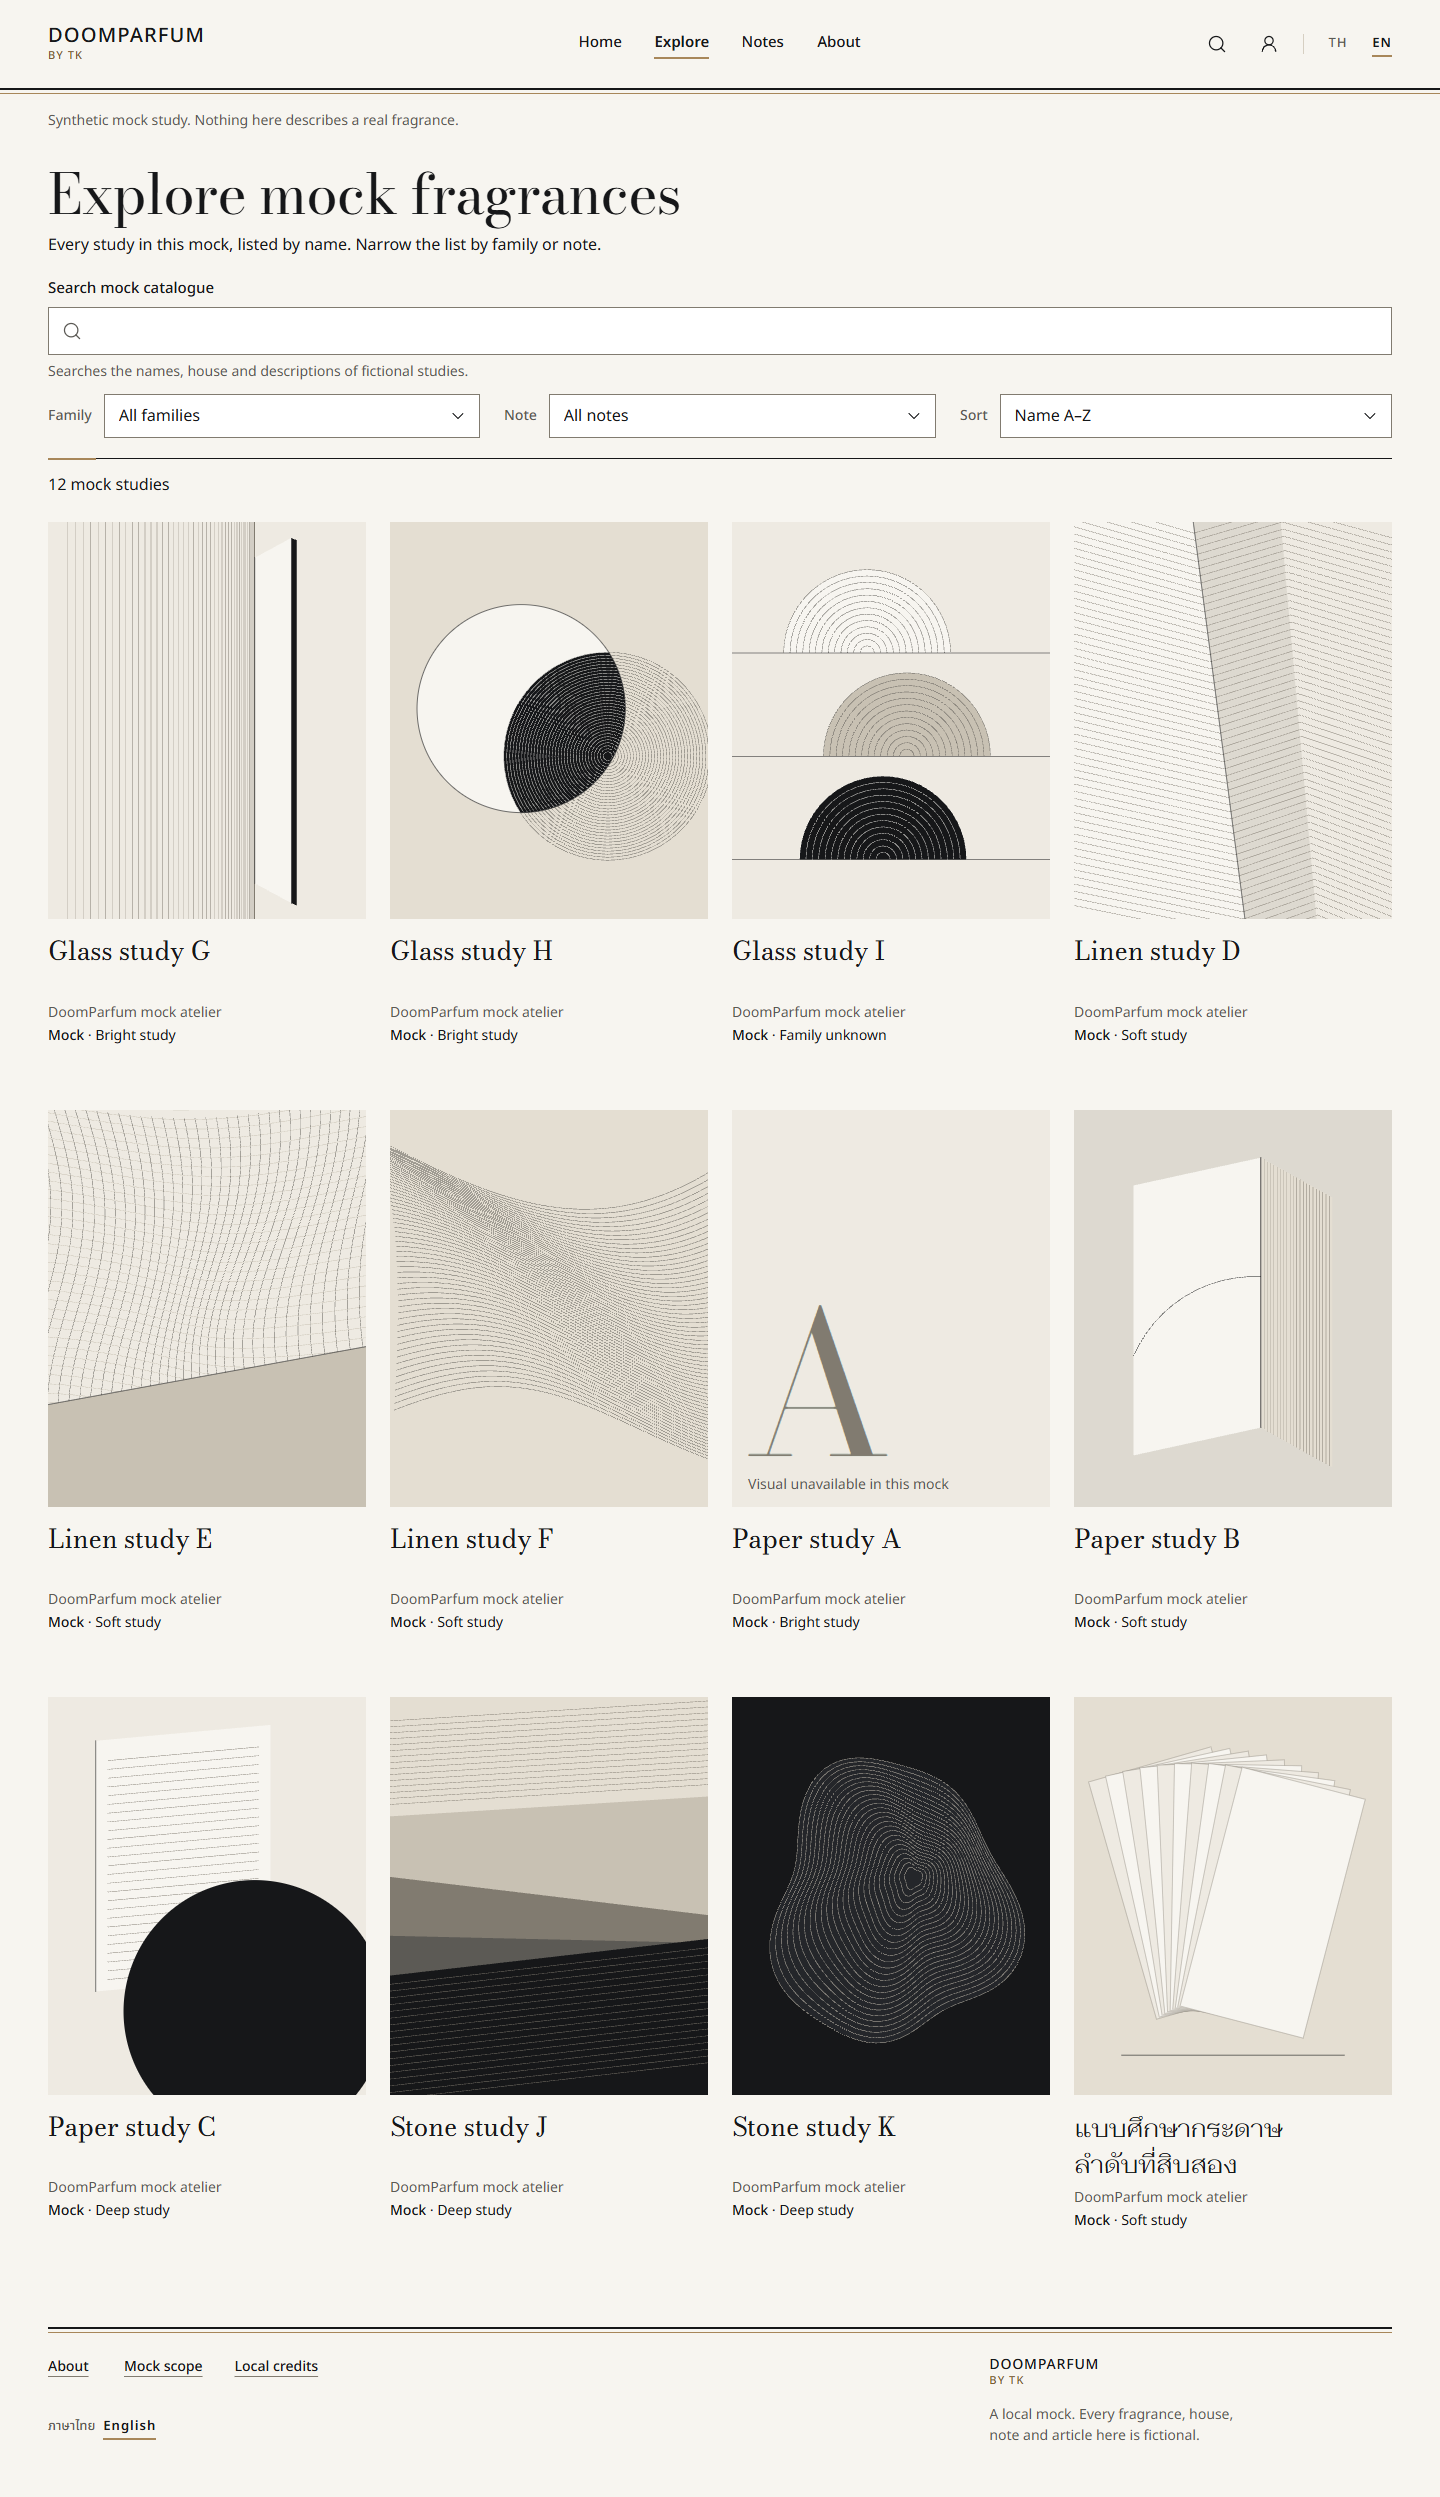 DOOMPARFUM
BY TK
Home
Explore
Notes
About
TH
EN
Synthetic mock study. Nothing here describes a real fragrance.
Explore mock fragrances
Every study in this mock, listed by name. Narrow the list by family or note.
Search mock catalogue
Searches the names, house and descriptions of fictional studies.
Family
All families
Note
All notes
Sort
Name A–Z
12 mock studies
Glass study G
DoomParfum mock atelier
Mock · Bright study
Glass study H
DoomParfum mock atelier
Mock · Bright study
Glass study I
DoomParfum mock atelier
Mock · Family unknown
Linen study D
DoomParfum mock atelier
Mock · Soft study
Linen study E
DoomParfum mock atelier
Mock · Soft study
Linen study F
DoomParfum mock atelier
Mock · Soft study
A
Visual unavailable in this mock
Paper study A
DoomParfum mock atelier
Mock · Bright study
Paper study B
DoomParfum mock atelier
Mock · Soft study
Paper study C
DoomParfum mock atelier
Mock · Deep study
Stone study J
DoomParfum mock atelier
Mock · Deep study
Stone study K
DoomParfum mock atelier
Mock · Deep study
แบบศึกษากระดาษ
ลำดับที่สิบสอง
DoomParfum mock atelier
Mock · Soft study
About
Mock scope
Local credits
ภาษาไทย
English
DOOMPARFUM
BY TK
A local mock. Every fragrance, house,
note and article here is fictional.